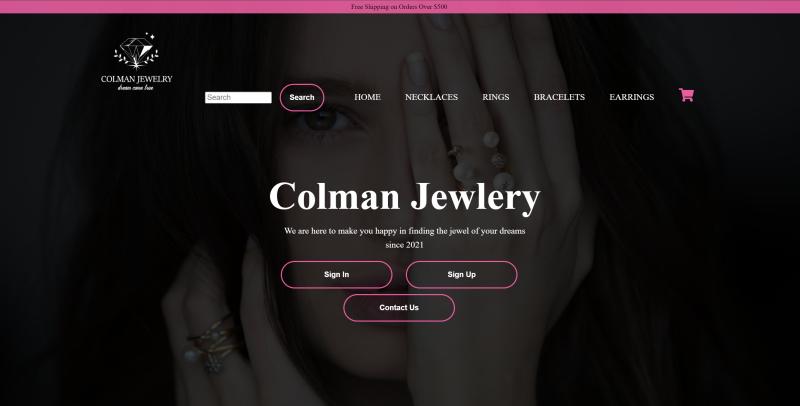 Free Shipping on Orders Over $500
COLMAN JEWELRY
dream came true
Search
Search
HOME
NECKLACES
RINGS
BRACELETS
EARRINGS
Colman Jewlery
We are here to make you happy in finding the jewel of your dreams
since 2021
Sign In
Sign Up
Contact Us